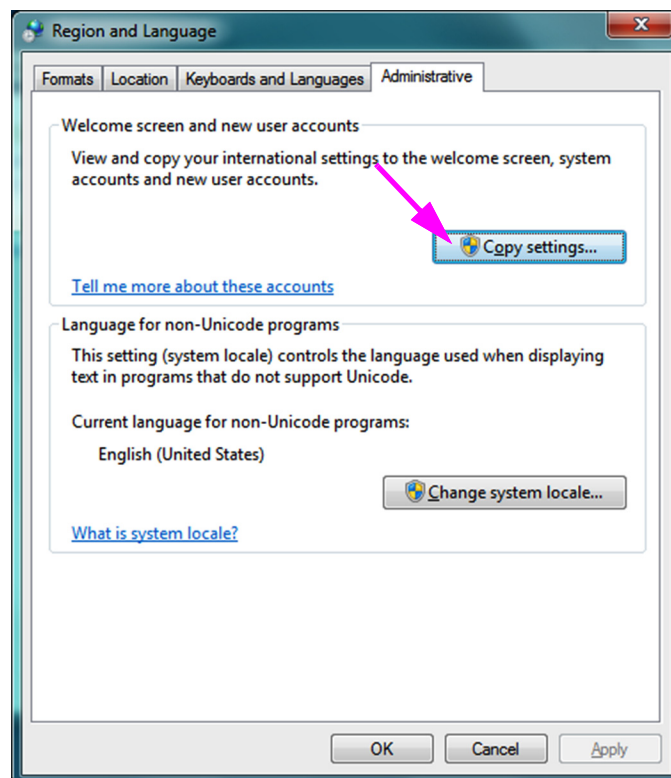 Region and Language
Formats Location Keyboards and Languages Administrative
Welcome screen and new user accounts
View and copy your international settings to the welcome screen, system
accounts and new user accounts.
Copy settings...
Tell me more about these accounts
Language for non-Unicode programs
This setting (system locale) controls the language used when displaying
text in programs that do not support Unicode.
Current language for non-Unicode programs:
English (United States)
Change system locale...
What is system locale?
OK Cancel Apply